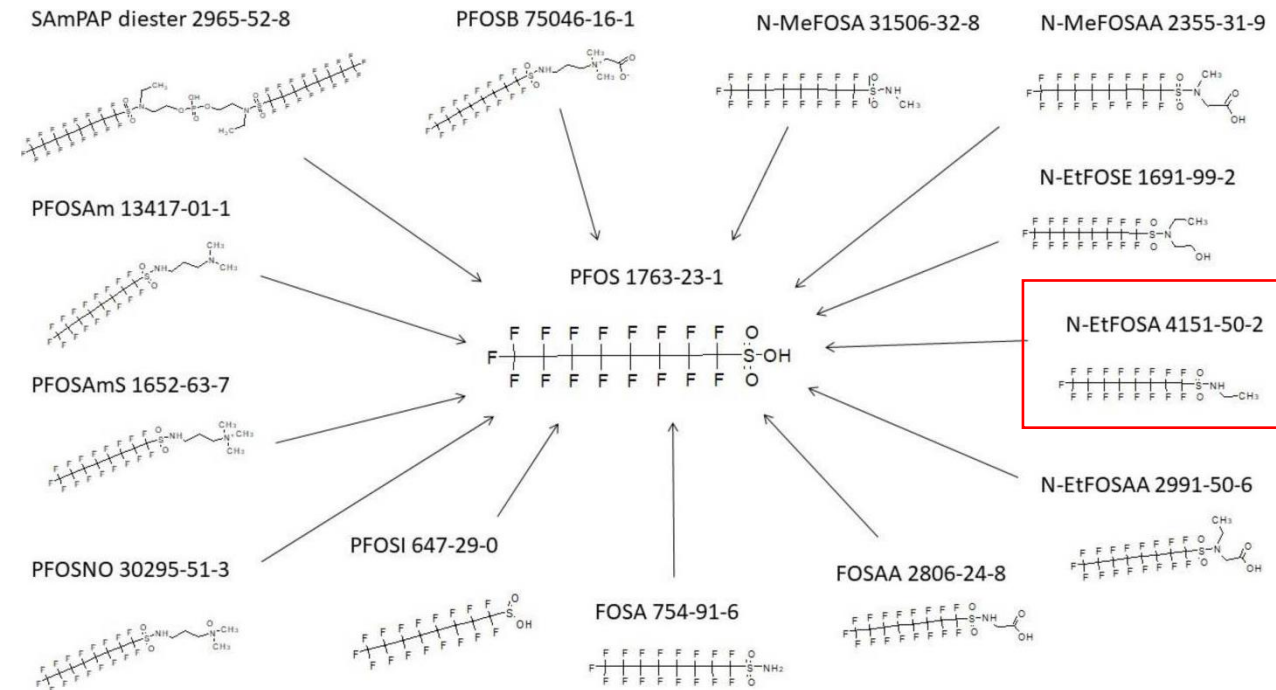 SAmPAP diester 2965-52-8
PFOSB 75046-16-1
N-MeFOSA 31506-32-8
N-MeFOSAA 2355-31-9
PFOSAm 13417-01-1
N-EtFOSE 1691-99-2
PFOS 1763-23-1
N-EtFOSA 4151-50-2
PFOSAmS 1652-63-7
N-EtFOSAA 2991-50-6
PFOSNO 30295-51-3
PFOSI 647-29-0
FOSA 754-91-6
FOSAA 2806-24-8
F F F F F F F F O
F S OH
F F F F F F F F O